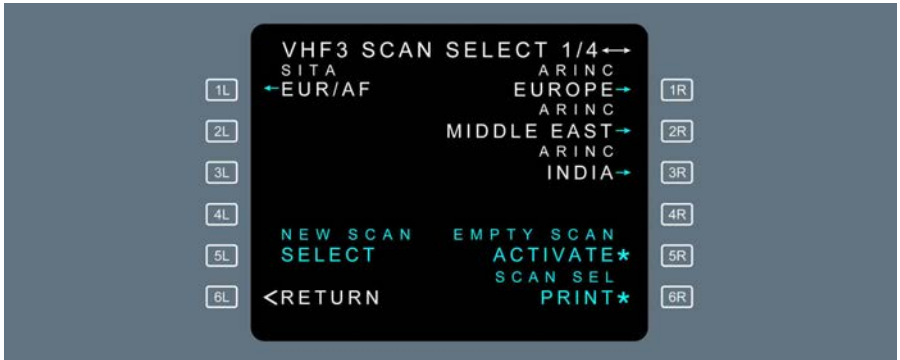 VHF3 SCAN SELECT 1/4↔
SITA ARINC
1L ←EUR/AF EUROPE→ 1R
ARINC
2L MIDDLE EAST→ 2R
ARINC
3L INDIA→ 3R
4L 4R
NEW SCAN EMPTY SCAN
5L SELECT ACTIVATE* 5R
SCAN SEL
6L <RETURN PRINT* 6R